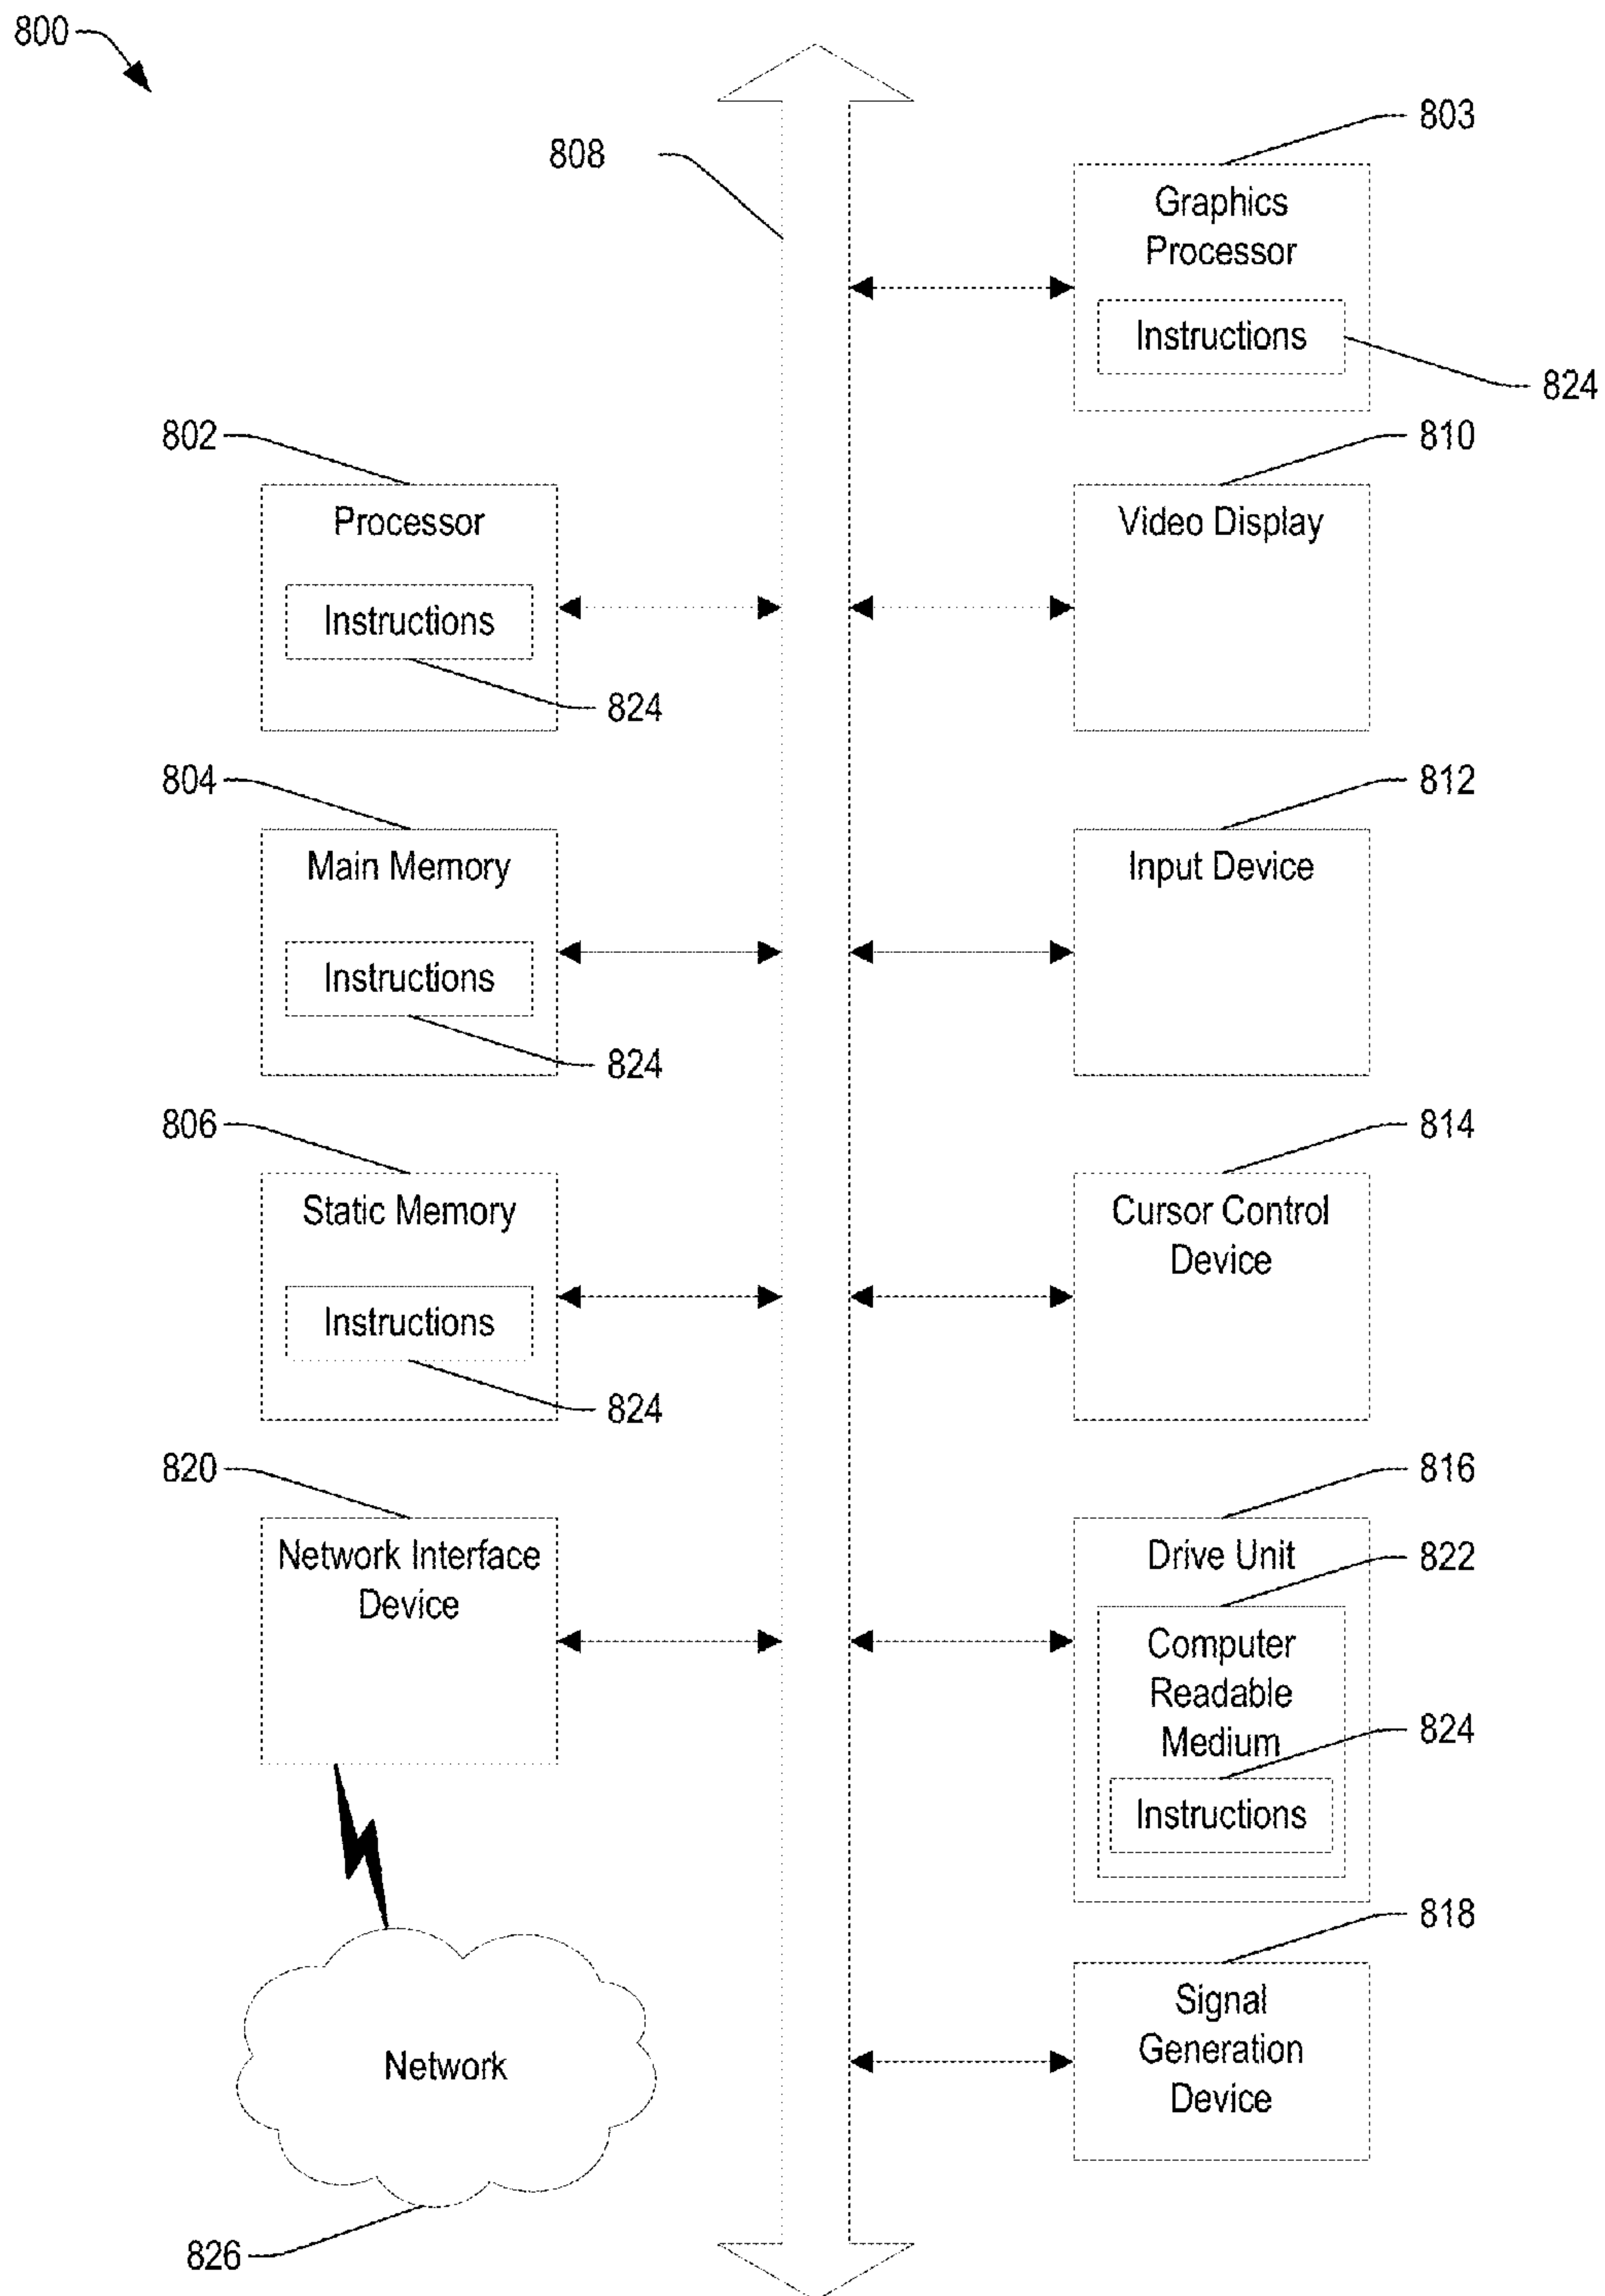 800
808
803
Graphics
Processor
Instructions
824
802
Processor
Instructions
824
810
Video Display
804
Main Memory
Instructions
824
812
Input Device
806
Static Memory
Instructions
824
814
Cursor Control
Device
820
Network Interface
Device
816
Drive Unit
822
Computer
Readable
Medium
824
Instructions
818
Signal
Generation
Device
Network
826